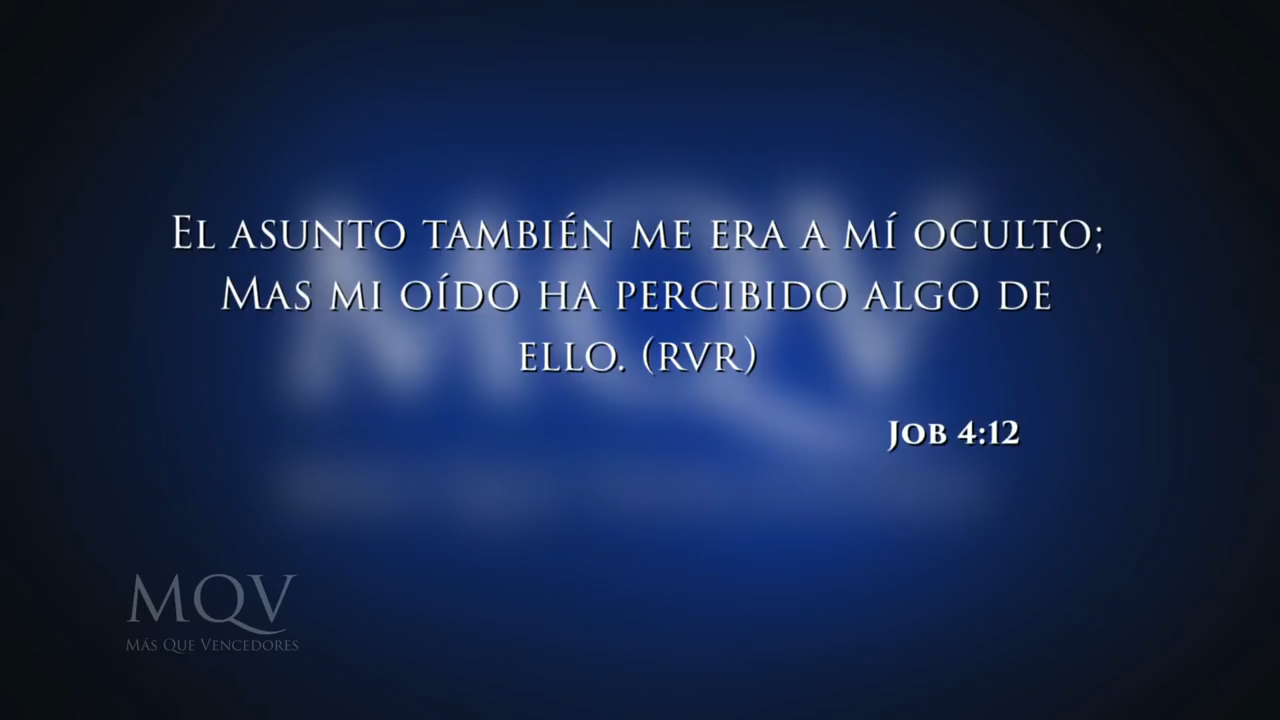 El asunto también me era a mí oculto;
Mas mi oído ha percibido algo de
ello. (RVR)
Job 4:12
MQV
Más Que Vencedores